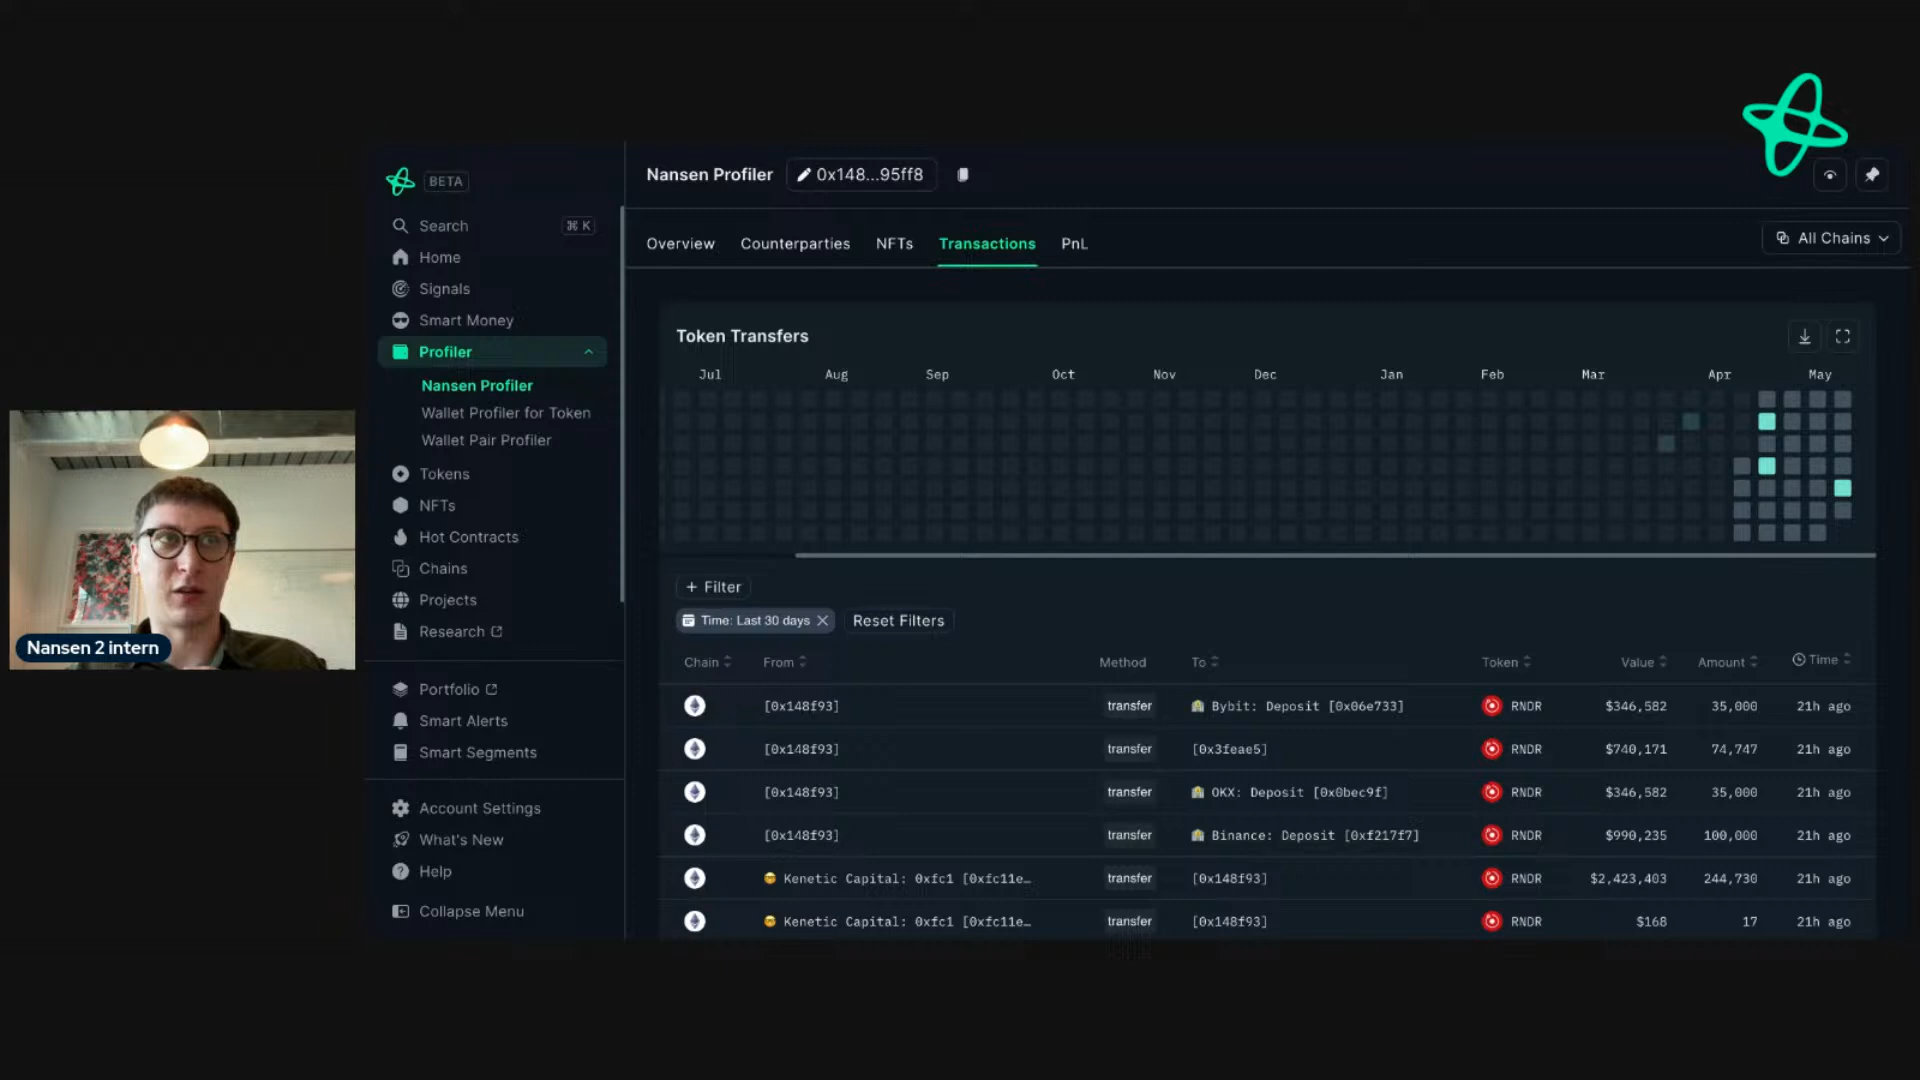 BETA
Search
⌘ K
Home
Signals
Smart Money
Profiler
Nansen Profiler
Wallet Profiler for Token
Wallet Pair Profiler
Tokens
NFTs
Hot Contracts
Chains
Projects
Research
Portfolio
Smart Alerts
Smart Segments
Account Settings
What's New
Help
Collapse Menu
Nansen 2 intern
Nansen Profiler 0x148...95ff8
Overview Counterparties NFTs Transactions PnL All Chains
Token Transfers
Jul Aug Sep Oct Nov Dec Jan Feb Mar Apr May
+ Filter
Time: Last 30 days Reset Filters
Chain From Method To Token Value Amount Time
[0x148f93] transfer Bybit: Deposit [0x06e733] RNDR $346,582 35,000 21h ago
[0x148f93] transfer [0x3feae5] RNDR $740,171 74,747 21h ago
[0x148f93] transfer OKX: Deposit [0x0bec9f] RNDR $346,582 35,000 21h ago
[0x148f93] transfer Binance: Deposit [0xf217f7] RNDR $990,235 100,000 21h ago
Kenetic Capital: 0xfc1 [0xfc11e… transfer [0x148f93] RNDR $2,423,403 244,730 21h ago
Kenetic Capital: 0xfc1 [0xfc11e… transfer [0x148f93] RNDR $168 17 21h ago